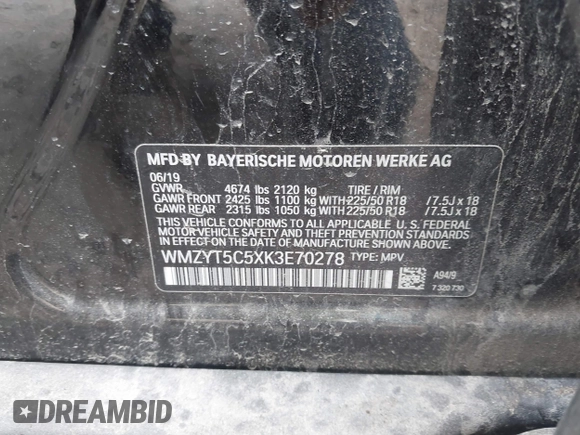 MFD BY BAYERISCHE MOTOREN WERKE AG
06/19
GVWR 4674 lbs 2120 kg TIRE / RIM
GAWR FRONT 2425 lbs 1100 kg WITH 225/50 R18 / 7.5J x 18
GAWR REAR 2315 lbs 1050 kg WITH 225/50 R18 / 7.5J x 18
THIS VEHICLE CONFORMS TO ALL APPLICABLE U.S. FEDERAL
MOTOR VEHICLE SAFETY STANDARDS IN EFFECT ON THE
DATE OF MANUFACTURE SHOWN ABOVE.
WMZYT5C5XK3E70278 TYPE: MPV
A94/9
7 320 730
DREAMBID